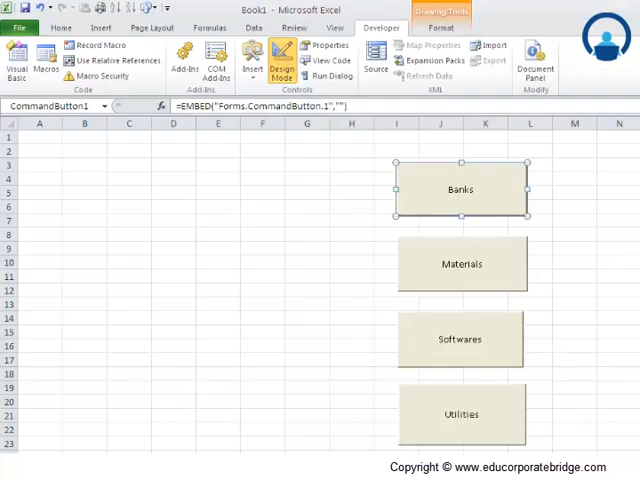 Book1 - Microsoft Excel
Drawing Tools
File Home Insert Page Layout Formulas Data Review View Developer Format
Visual Basic
Macros
Record Macro
Use Relative References
Macro Security
Code
Add-Ins
COM Add-Ins
Add-Ins
Insert
Design Mode
Properties
View Code
Run Dialog
Controls
Source
Map Properties
Expansion Packs
Refresh Data
Import
Export
XML
Document Panel
Modify
CommandButton1
fx
=EMBED("Forms.CommandButton.1","")
A B C D E F G H I J K L M N
1
2
3
4
5
6
7
8
9
10
11
12
13
14
15
16
17
18
19
20
21
22
23
Banks
Materials
Softwares
Utilities
Copyright © www.educorporatebridge.com